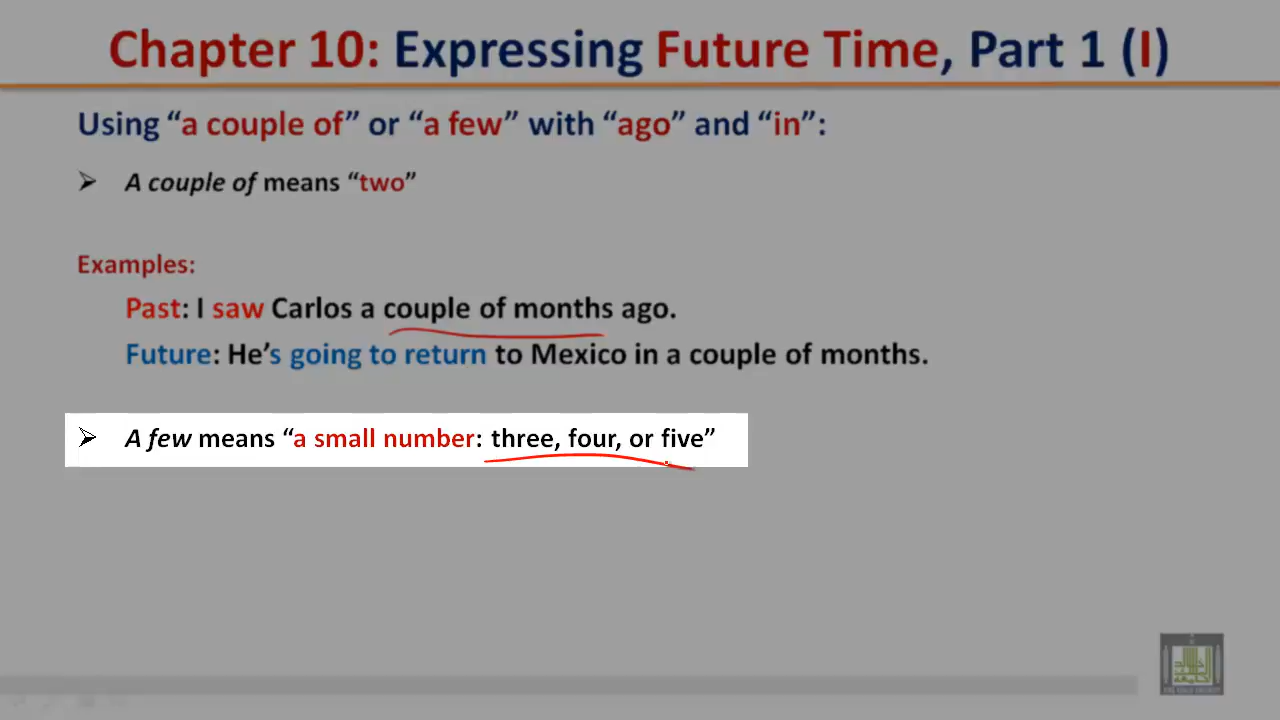 Chapter 10: Expressing Future Time, Part 1 (I)
Using “a couple of” or “a few” with “ago” and “in”:
➢ A couple of means “two”
Examples:
Past: I saw Carlos a couple of months ago.
Future: He’s going to return to Mexico in a couple of months.
➢ A few means “a small number: three, four, or five”